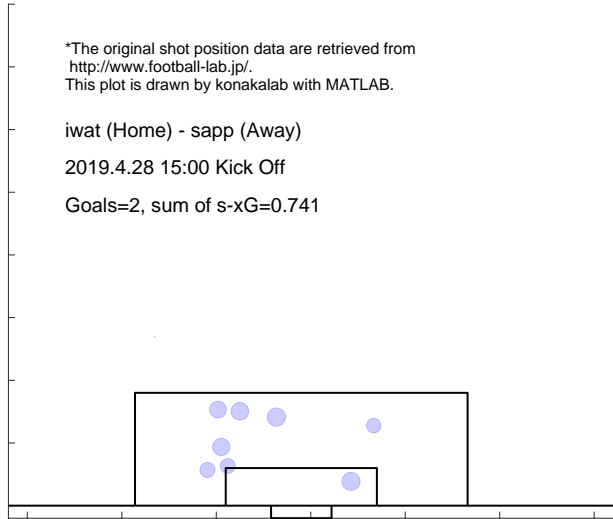 *The original shot position data are retrieved from
http://www.football-lab.jp/.
This plot is drawn by konakalab with MATLAB.
iwat (Home) - sapp (Away)
2019.4.28 15:00 Kick Off
Goals=2, sum of s-xG=0.741